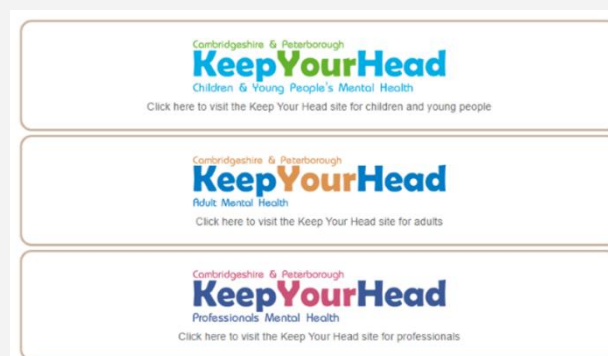 Cambridgeshire & Peterborough
KeepYourHead
Children & Young People's Mental Health
Click here to visit the Keep Your Head site for children and young people
Cambridgeshire & Peterborough
KeepYourHead
Adult Mental Health
Click here to visit the Keep Your Head site for adults
Cambridgeshire & Peterborough
KeepYourHead
Professionals Mental Health
Click here to visit the Keep Your Head site for professionals